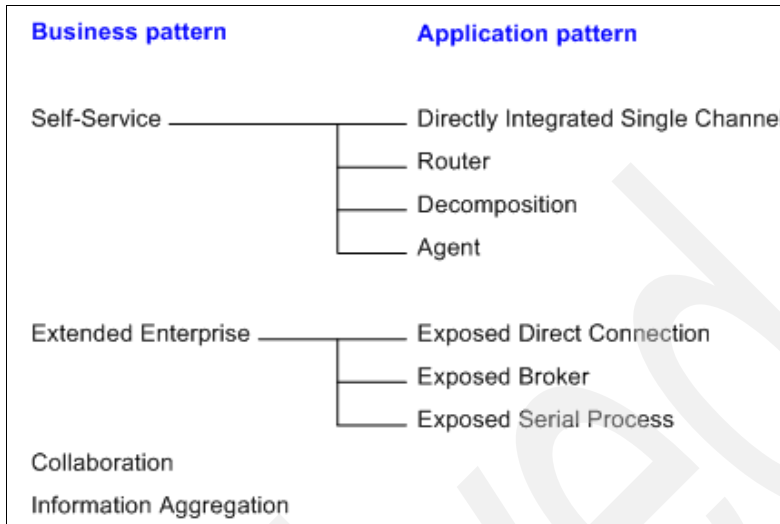 Business pattern Application pattern
Self-Service Directly Integrated Single Channel
Router
Decomposition
Agent
Extended Enterprise Exposed Direct Connection
Exposed Broker
Exposed Serial Process
Collaboration
Information Aggregation